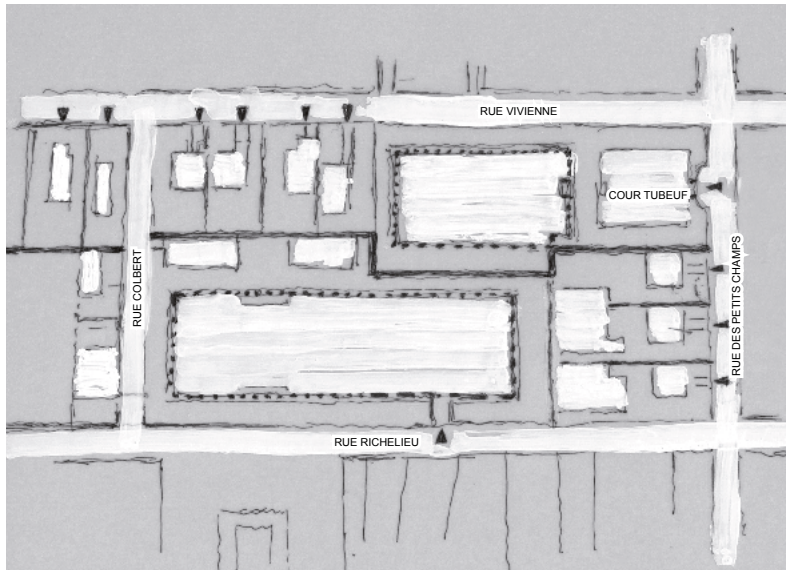 RUE VIVIENNE
COUR TUBEUF
RUE COLBERT
RUE DES PETITS CHAMPS
RUE RICHELIEU